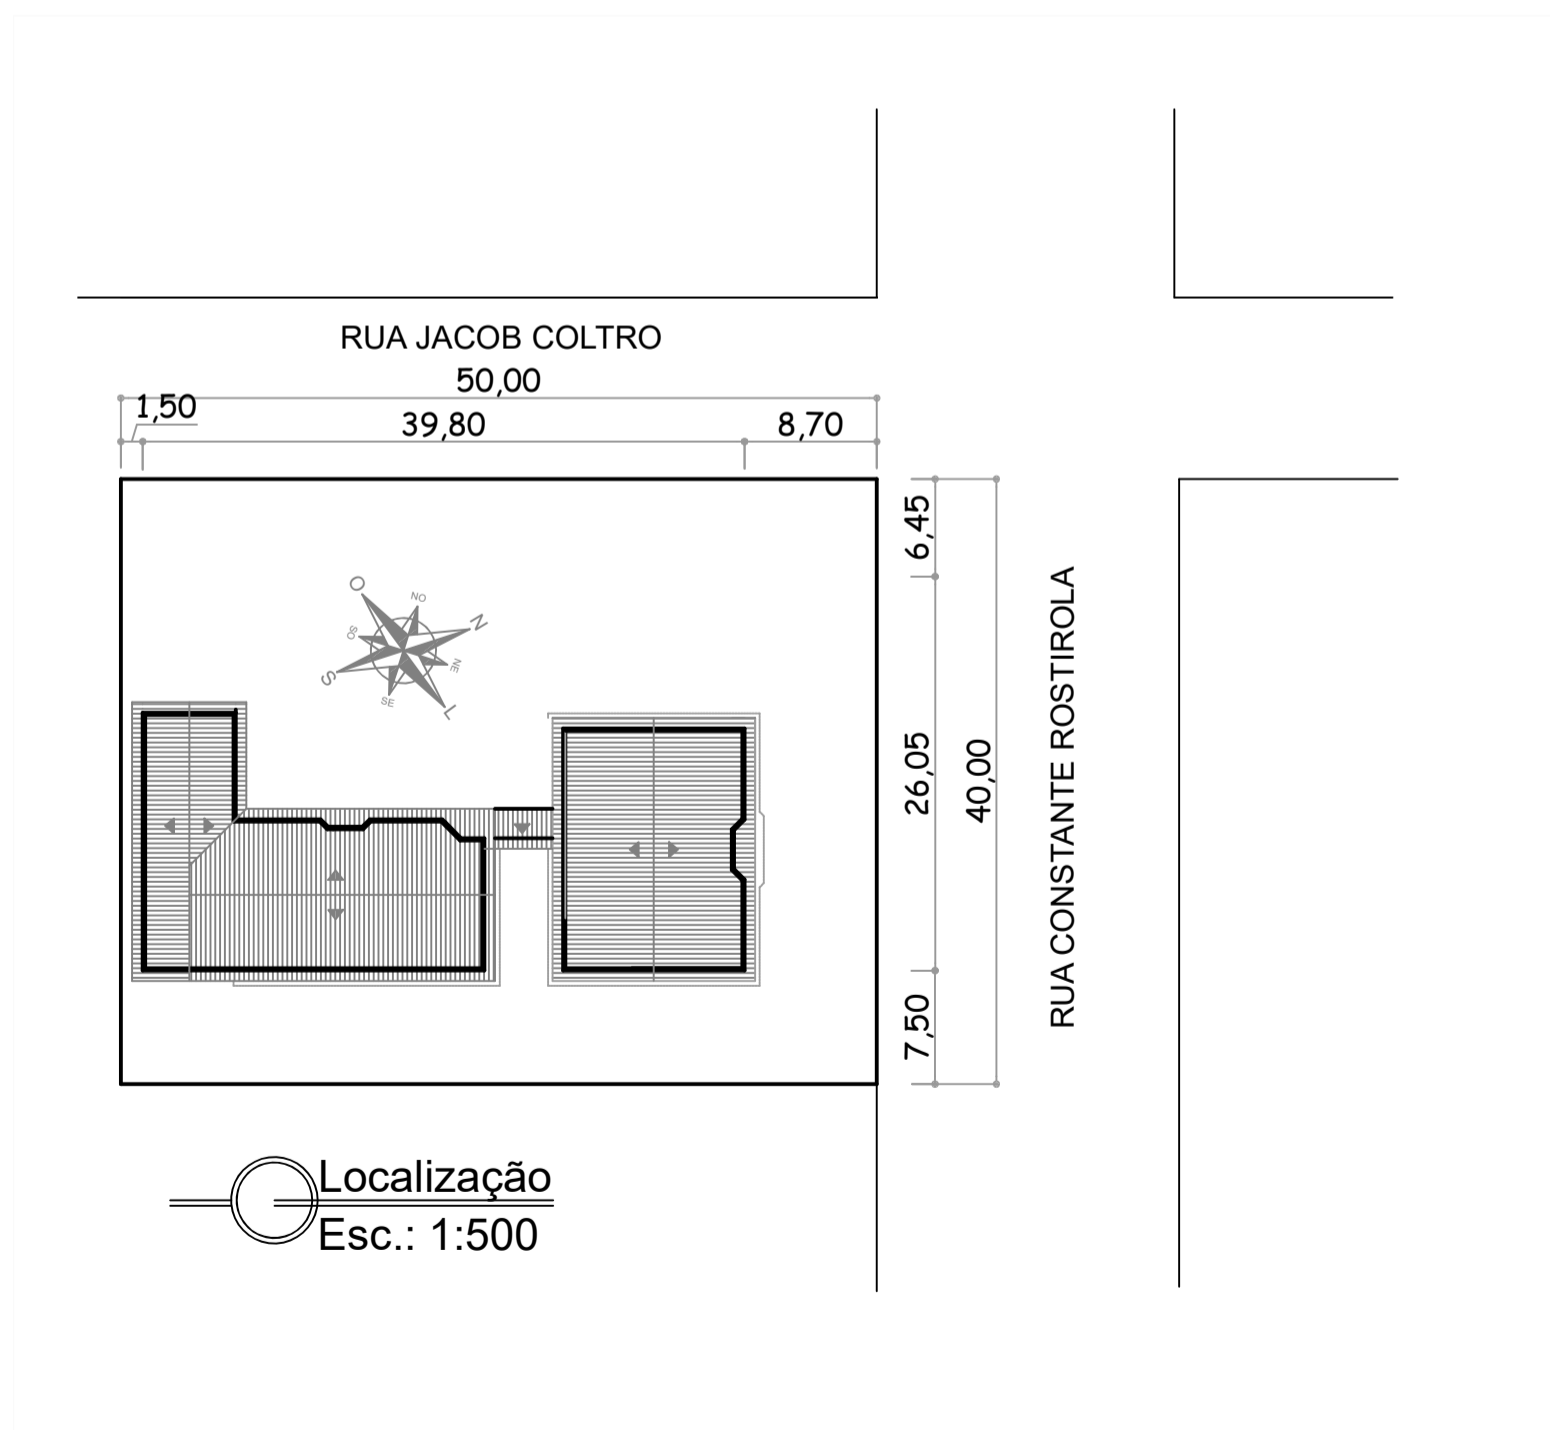 RUA JACOB COLTRO
50,00
1,50
39,80
8,70
6,45
26,05
40,00
7,50
RUA CONSTANTE ROSTIROLA
O
NO
N
SO
NE
S
SE
L
Localização
Esc.: 1:500